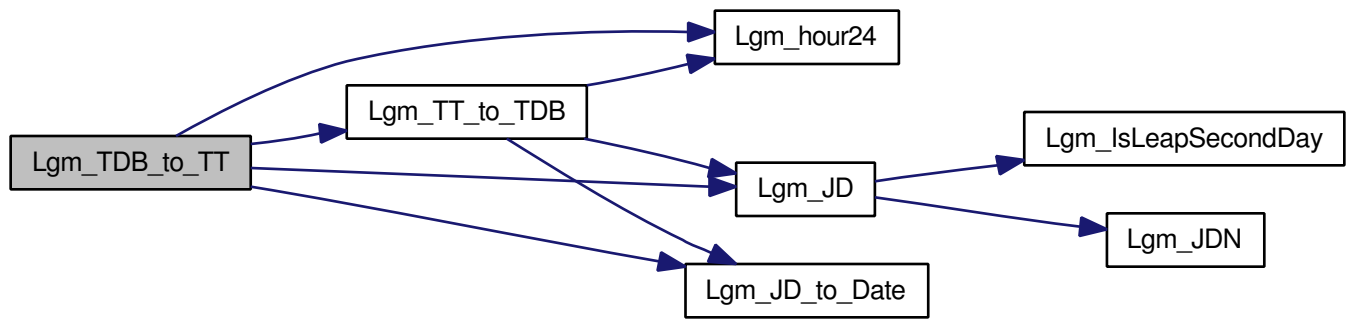 Lgm_hour24
Lgm_TT_to_TDB
Lgm_IsLeapSecondDay
Lgm_TDB_to_TT
Lgm_JD
Lgm_JDN
Lgm_JD_to_Date